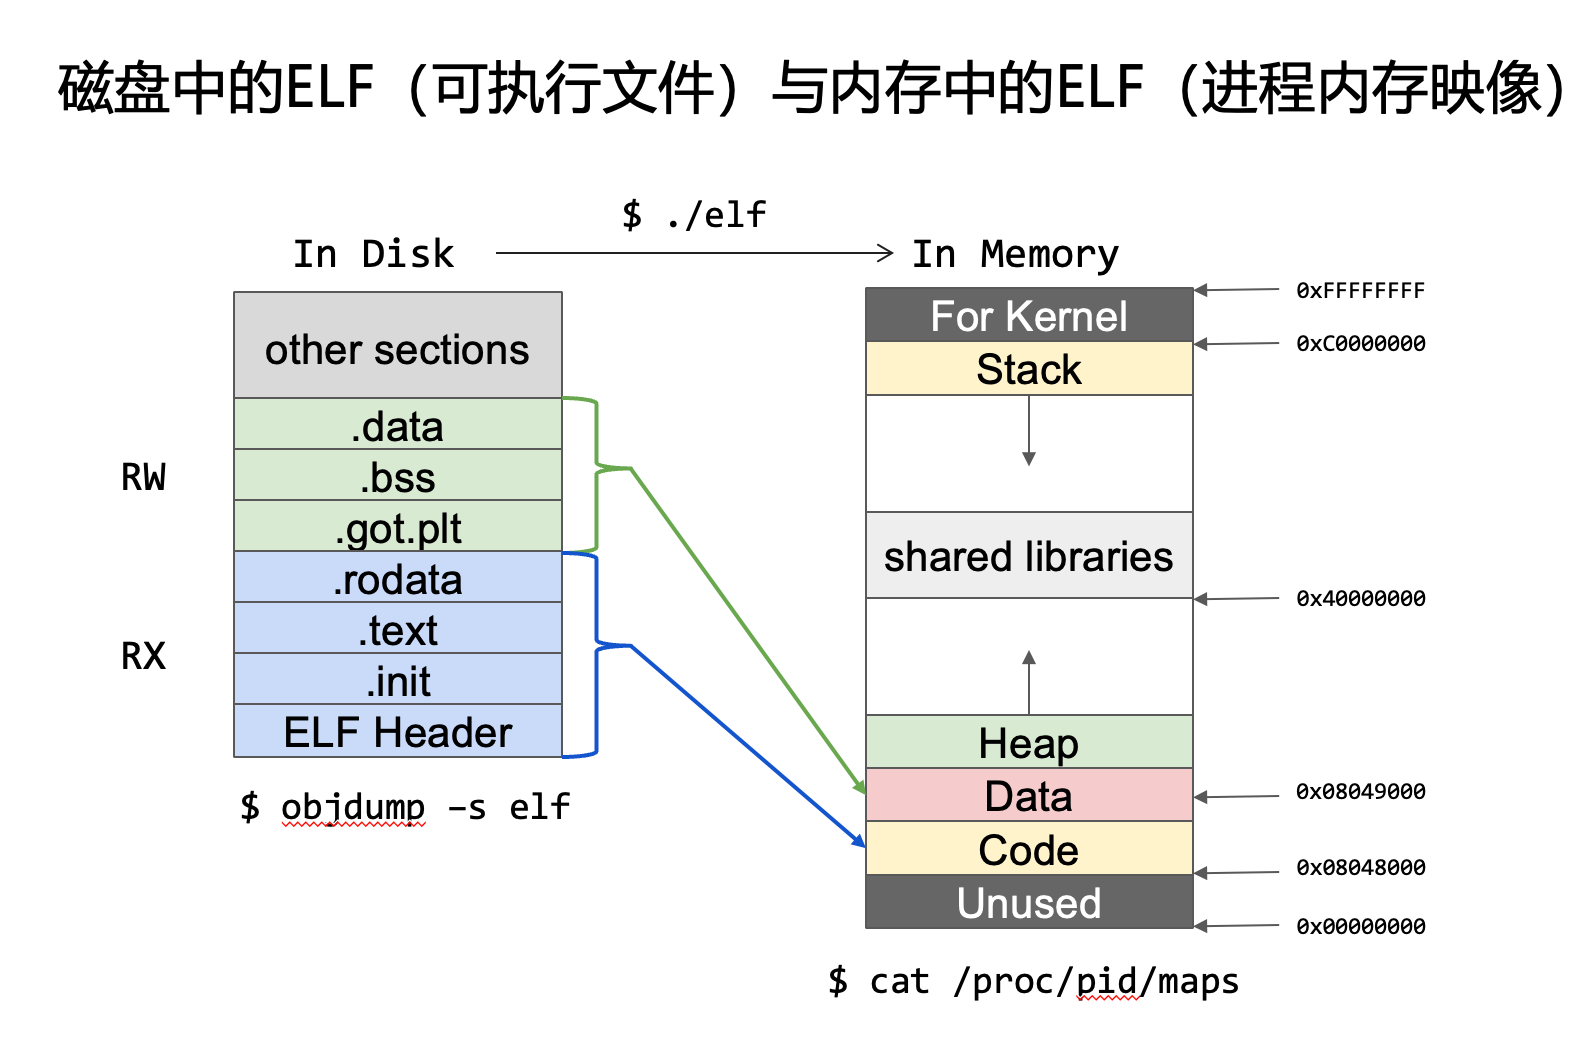 磁盘中的ELF（可执行文件）与内存中的ELF（进程内存映像）
$ ./elf
In Disk
In Memory
other sections
.data
.bss
.got.plt
.rodata
.text
.init
ELF Header
RW
RX
$ objdump -s elf
For Kernel
Stack
shared libraries
Heap
Data
Code
Unused
0xFFFFFFFF
0xC0000000
0x40000000
0x08049000
0x08048000
0x00000000
$ cat /proc/pid/maps